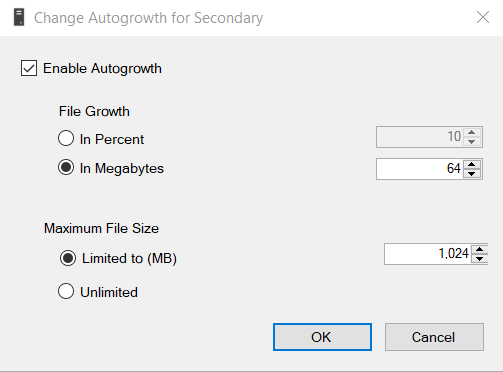 Change Autogrowth for Secondary
Enable Autogrowth
File Growth
In Percent 10
In Megabytes 64
Maximum File Size
Limited to (MB) 1,024
Unlimited
OK Cancel